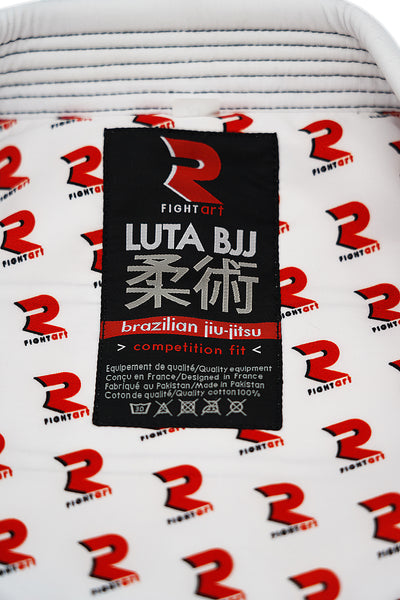 FIGHTart
LUTA BJJ
柔術
brazilian jiu-jitsu
> competition fit <
Equipement de qualité/Quality equipment
Conçu en France/Designed in France
Fabriqué au Pakistan/Made in Pakistan
Coton de qualité/Quality cotton 100%
30